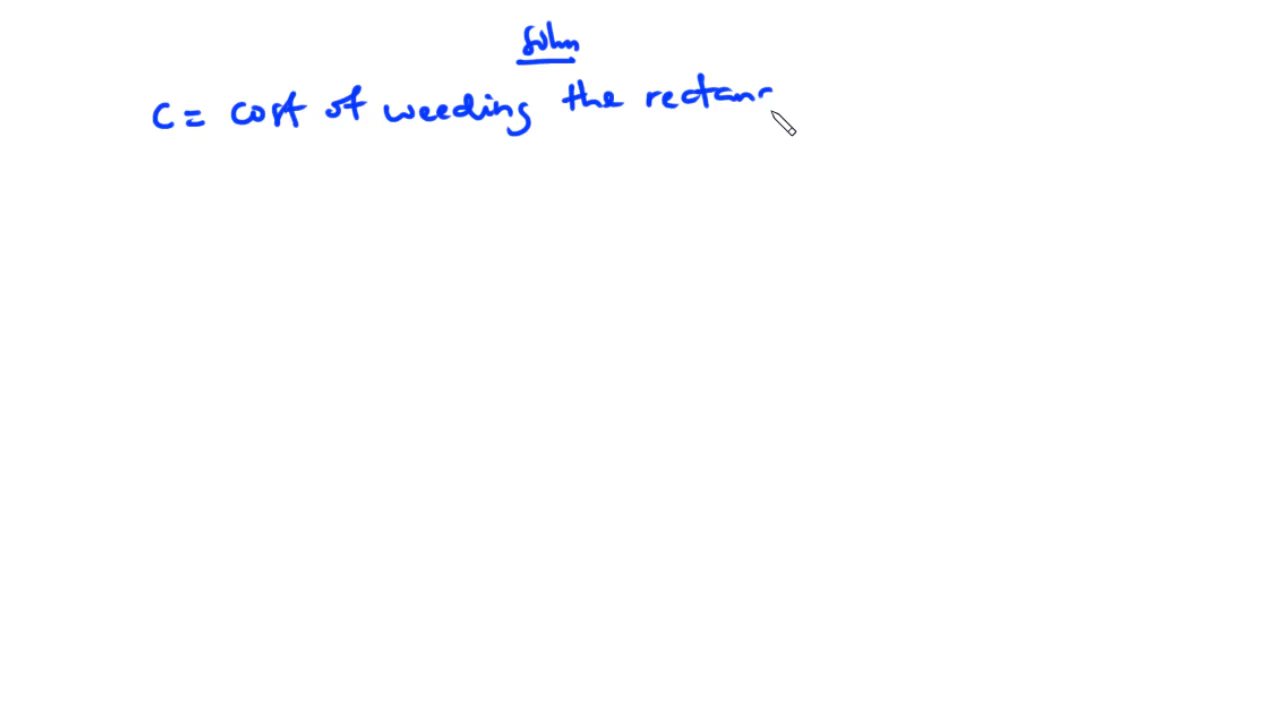 Soln
C = cost of weeding the rectan